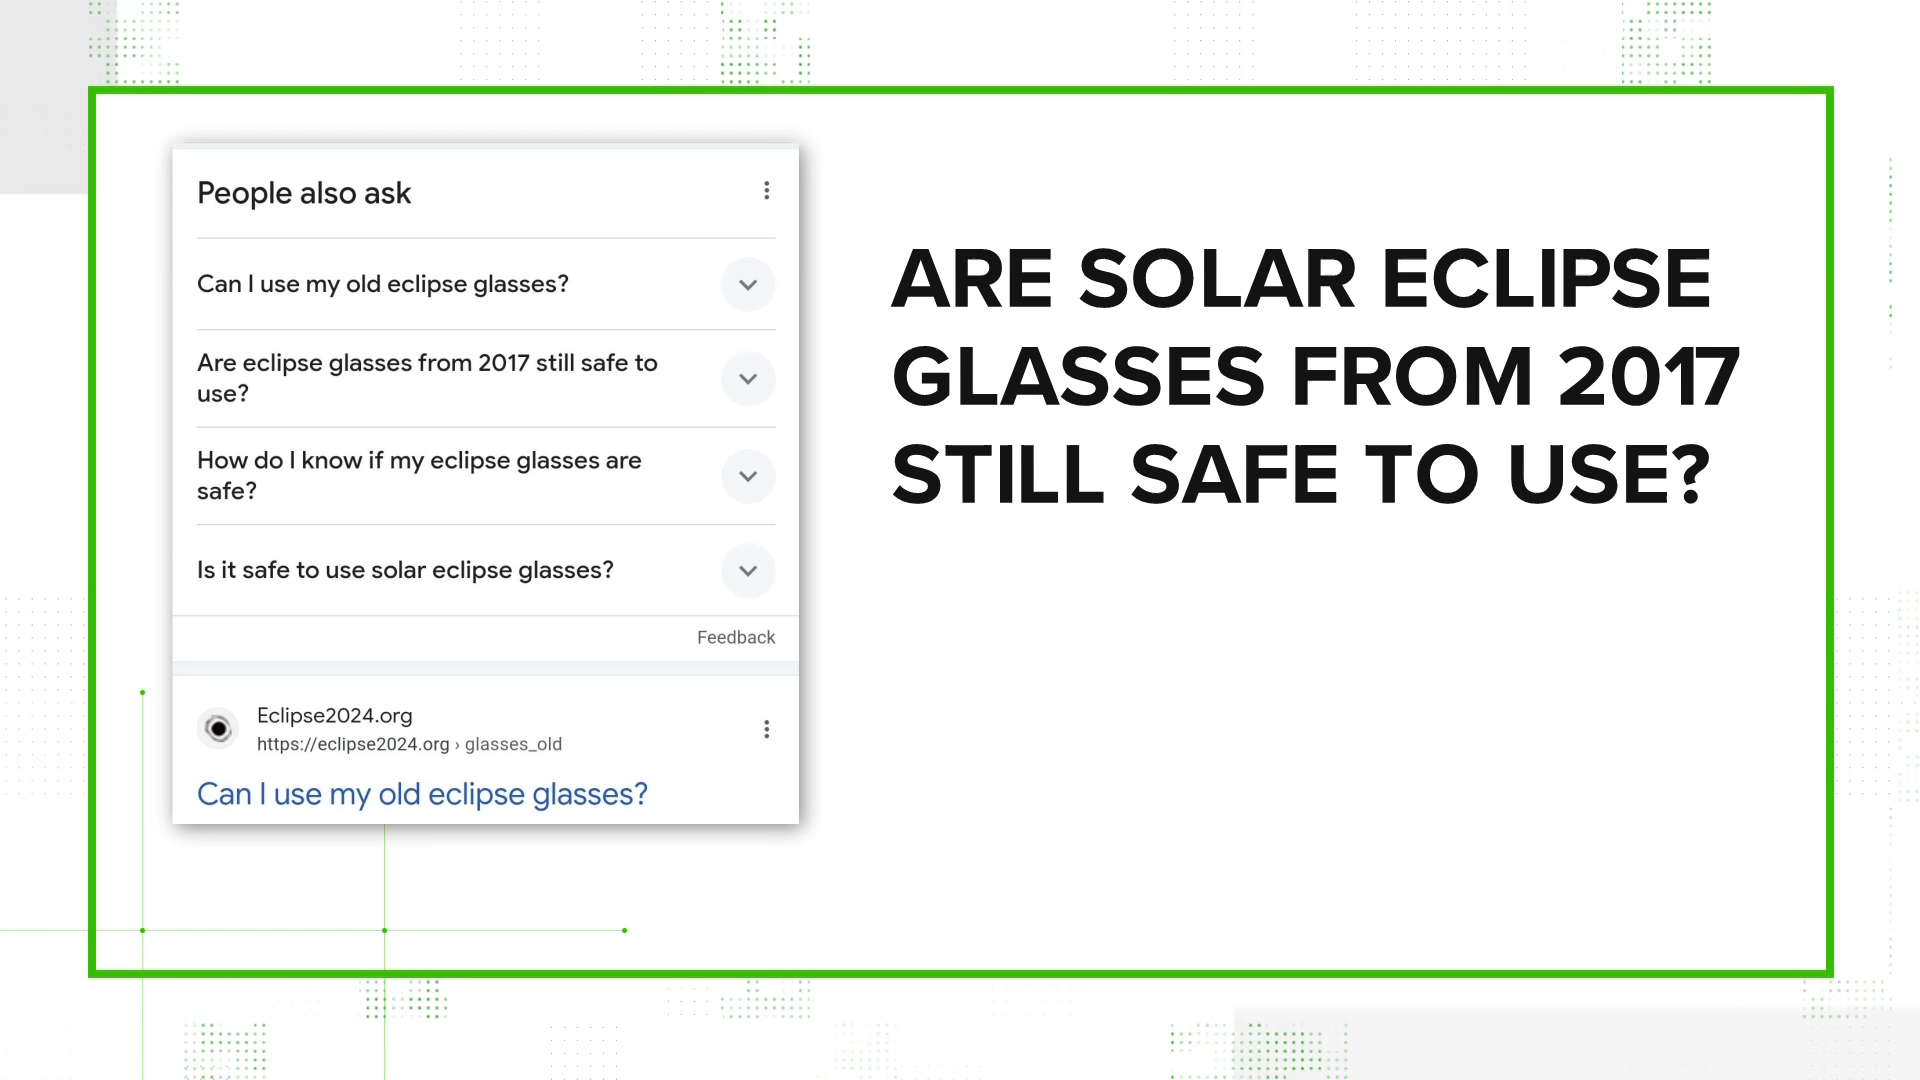 People also ask
Can I use my old eclipse glasses?
Are eclipse glasses from 2017 still safe to
use?
How do I know if my eclipse glasses are
safe?
Is it safe to use solar eclipse glasses?
Feedback
Eclipse2024.org
https://eclipse2024.org › glasses_old
Can I use my old eclipse glasses?
ARE SOLAR ECLIPSE
GLASSES FROM 2017
STILL SAFE TO USE?